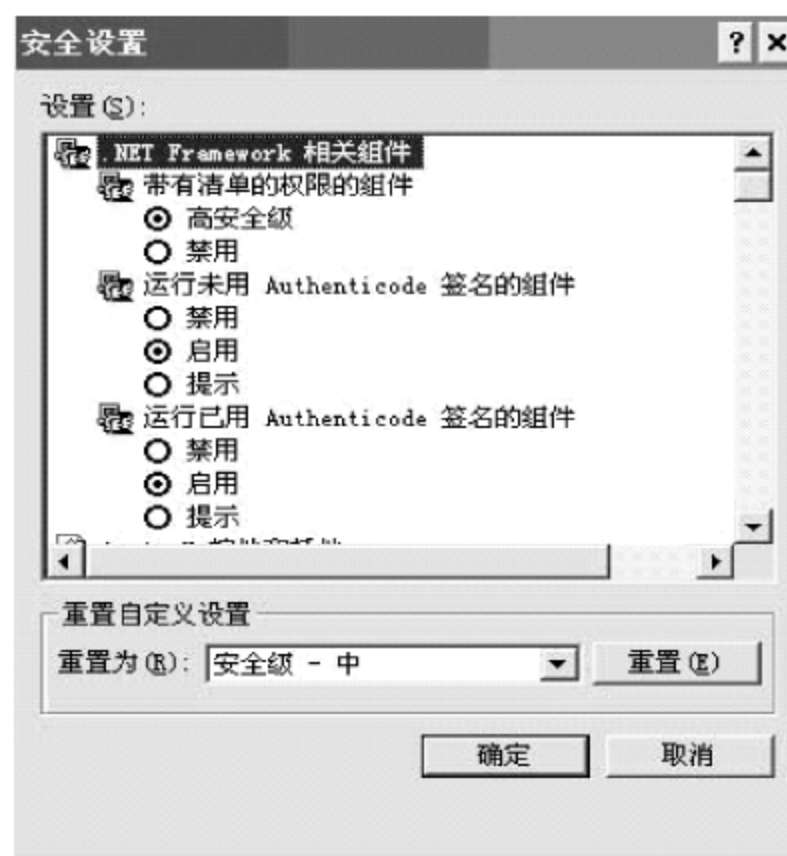 安全设置
设置(S):
.NET Framework 相关组件
带有清单的权限的组件
高安全级
禁用
运行未用 Authenticode 签名的组件
禁用
启用
提示
运行已用 Authenticode 签名的组件
禁用
启用
提示
重置自定义设置
重置为(R): 安全级 - 中 重置(E)
确定 取消